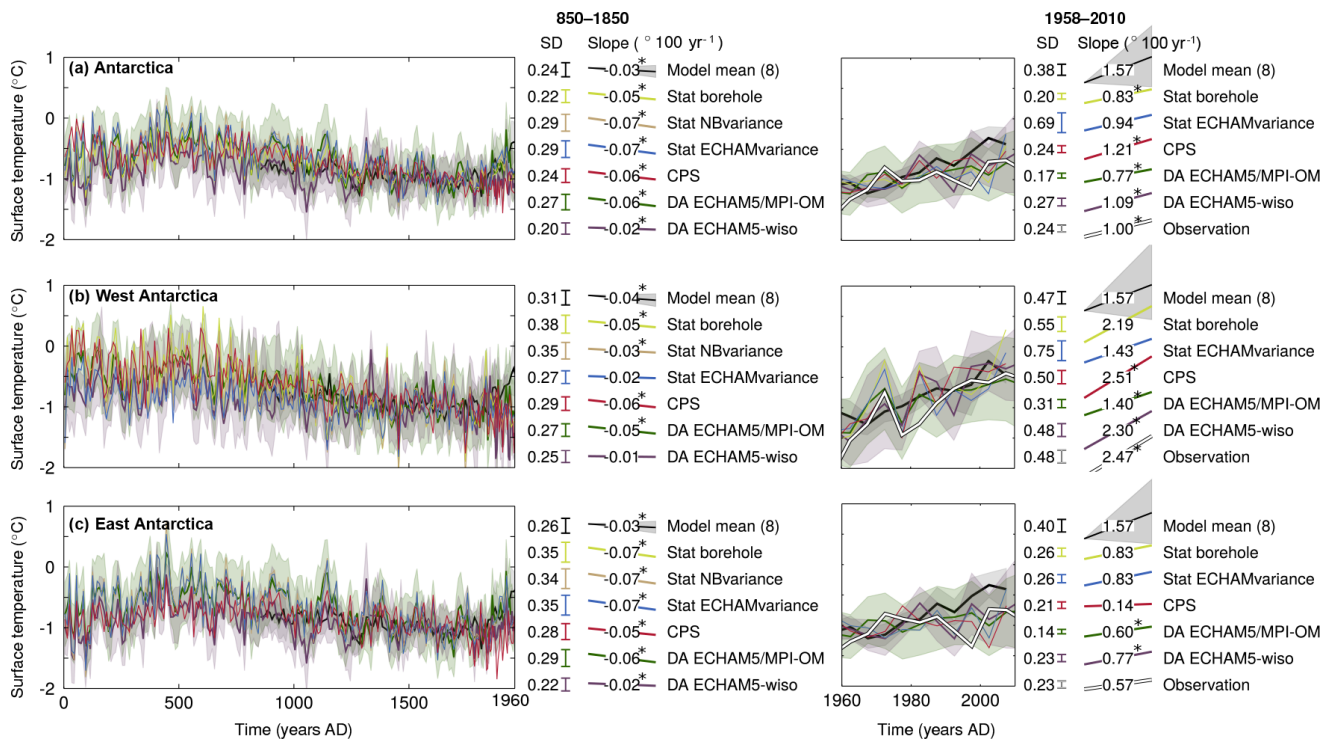 850–1850
1958–2010
SD Slope ( ° 100 yr⁻¹)
SD Slope ( ° 100 yr⁻¹)
Surface temperature (°C)
1
0
-1
-2
(a) Antarctica
0.24 -0.03* Model mean (8)
0.22 -0.05* Stat borehole
0.29 -0.07* Stat NBvariance
0.29 -0.07* Stat ECHAMvariance
0.24 -0.06* CPS
0.27 -0.06* DA ECHAM5/MPI-OM
0.20 -0.02* DA ECHAM5-wiso
0.38 1.57 Model mean (8)
0.20 0.83* Stat borehole
0.69 0.94 Stat ECHAMvariance
0.24 1.21* CPS
0.17 0.77* DA ECHAM5/MPI-OM
0.27 1.09* DA ECHAM5-wiso
0.24 1.00* Observation
Surface temperature (°C)
1
0
-1
-2
(b) West Antarctica
0.31 -0.04* Model mean (8)
0.38 -0.05* Stat borehole
0.35 -0.03* Stat NBvariance
0.27 -0.02 Stat ECHAMvariance
0.29 -0.06* CPS
0.27 -0.05* DA ECHAM5/MPI-OM
0.25 -0.01 DA ECHAM5-wiso
0.47 1.57 Model mean (8)
0.55 2.19 Stat borehole
0.75 1.43 Stat ECHAMvariance
0.50 2.51* CPS
0.31 1.40* DA ECHAM5/MPI-OM
0.48 2.30* DA ECHAM5-wiso
0.48 2.47* Observation
Surface temperature (°C)
1
0
-1
-2
(c) East Antarctica
0.26 -0.03* Model mean (8)
0.35 -0.07* Stat borehole
0.34 -0.07* Stat NBvariance
0.35 -0.07* Stat ECHAMvariance
0.28 -0.05* CPS
0.29 -0.06* DA ECHAM5/MPI-OM
0.22 -0.02* DA ECHAM5-wiso
0.40 1.57 Model mean (8)
0.26 0.83 Stat borehole
0.26 0.83 Stat ECHAMvariance
0.21 0.14 CPS
0.14 0.60* DA ECHAM5/MPI-OM
0.23 0.77* DA ECHAM5-wiso
0.23 0.57 Observation
0 500 1000 1500 1960
1960 1980 2000
Time (years AD)
Time (years AD)